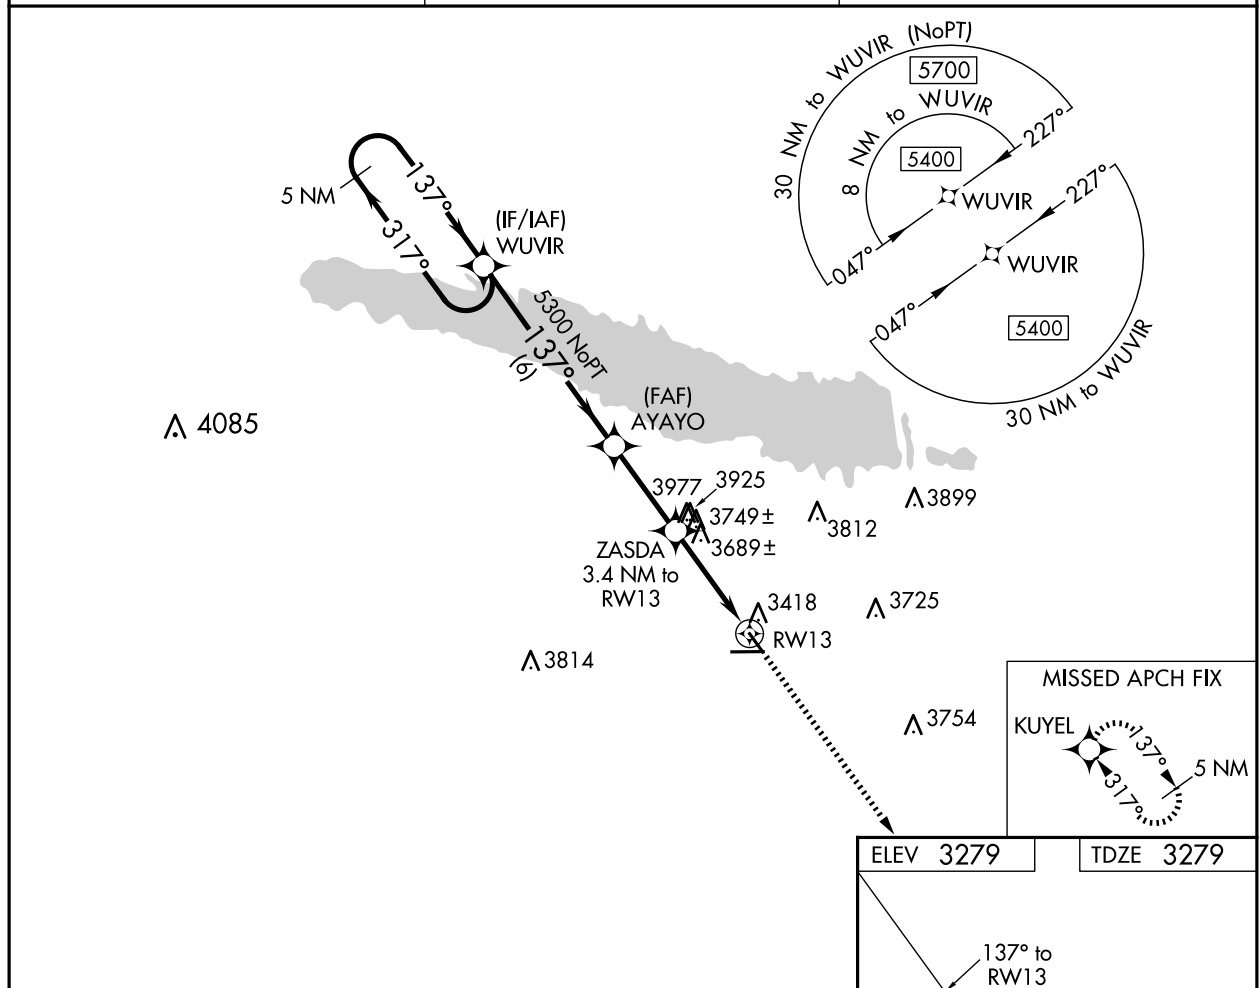 30 NM to WUVIR (NoPT)
5700
8 NM to WUVIR
5400
227°
WUVIR
047°
227°
WUVIR
047°
5400
30 NM to WUVIR
5 NM
137°
317°
(IF/IAF)
WUVIR
5300 NoPT
137°
(6)
(FAF)
AYAYO
4085
3977
3925
3749±
3689±
3812
3899
ZASDA
3.4 NM to
RW13
3418
3725
RW13
3814
3754
MISSED APCH FIX
KUYEL
137°
317°
5 NM
ELEV 3279
TDZE 3279
137° to
RW13